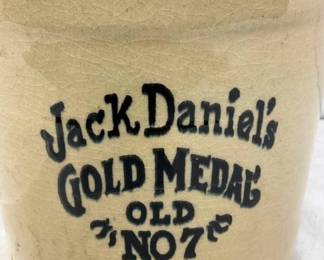 Jack Daniel's
GOLD MEDAL
OLD
NO 7